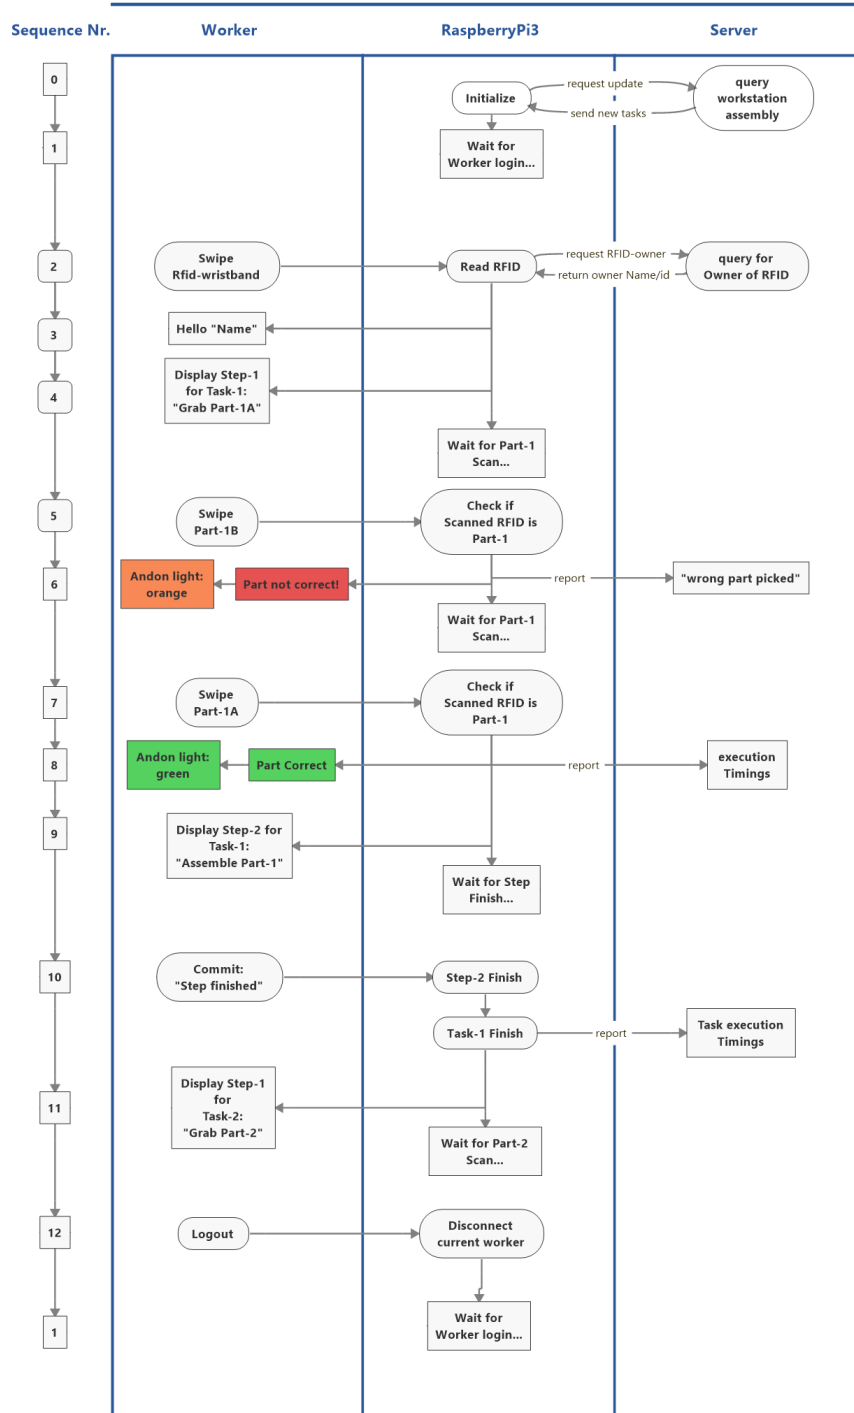 Sequence Nr.
Worker
RaspberryPi3
Server
0
Initialize
request update
send new tasks
query
workstation
assembly
1
Wait for
Worker login...
2
Swipe
Rfid-wristband
Read RFID
request RFID-owner
return owner Name/id
query for
Owner of RFID
3
Hello "Name"
4
Display Step-1
for Task-1:
"Grab Part-1A"
Wait for Part-1
Scan...
5
Swipe
Part-1B
Check if
Scanned RFID is
Part-1
6
Andon light:
orange
Part not correct!
report
"wrong part picked"
Wait for Part-1
Scan...
7
Swipe
Part-1A
Check if
Scanned RFID is
Part-1
8
Andon light:
green
Part Correct
report
execution
Timings
9
Display Step-2 for
Task-1:
"Assemble Part-1"
Wait for Step
Finish...
10
Commit:
"Step finished"
Step-2 Finish
Task-1 Finish
report
Task execution
Timings
11
Display Step-1
for
Task-2:
"Grab Part-2"
Wait for Part-2
Scan...
12
Logout
Disconnect
current worker
1
Wait for
Worker login...